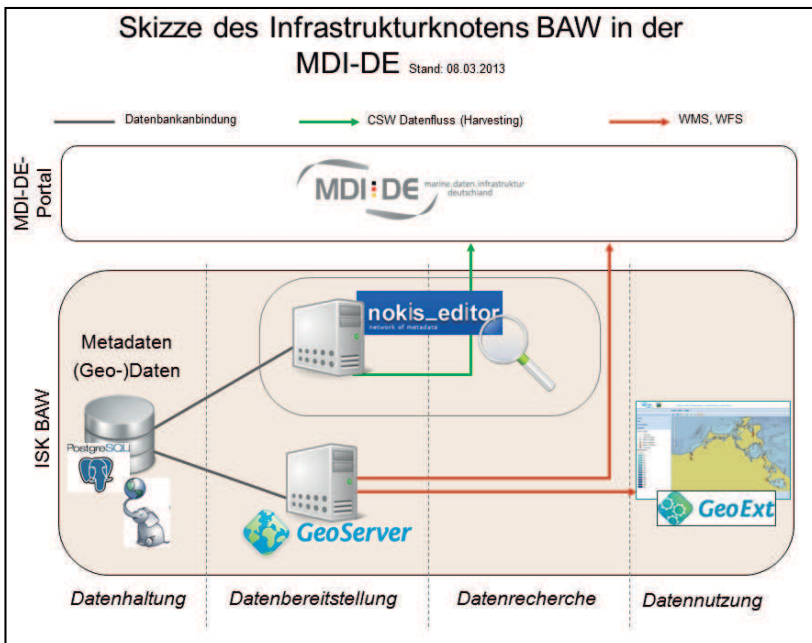 Skizze des Infrastrukturknotens BAW in der
MDI-DE Stand: 08.03.2013
Datenbankanbindung
CSW Datenfluss (Harvesting)
WMS, WFS
MDI-DE-
Portal
MDI:DE
marine.daten.infrastruktur
deutschland
ISK BAW
nokis_editor
network of metadata
Metadaten
(Geo-)Daten
PostgreSQL
GeoServer
GeoExt
Datenhaltung
Datenbereitstellung
Datenrecherche
Datennutzung